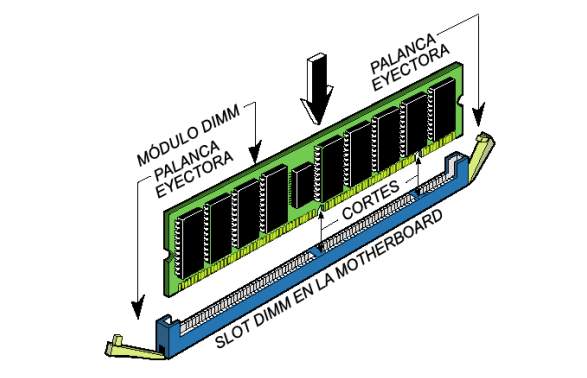 PALANCA
EYECTORA
MÓDULO DIMM
PALANCA
EYECTORA
CORTES
SLOT DIMM EN LA MOTHERBOARD